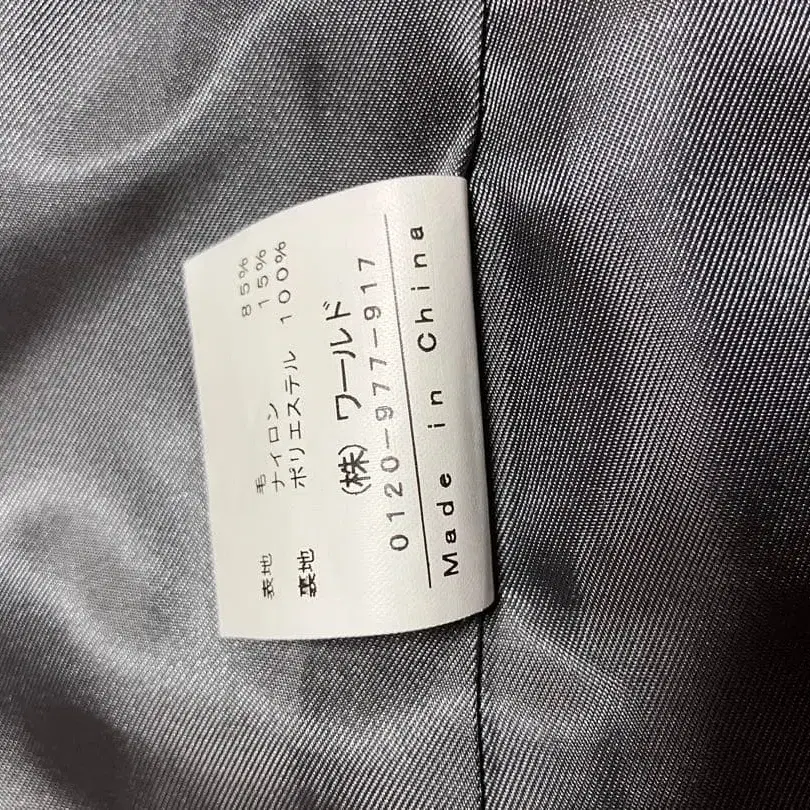 表地 毛 85%
ナイロン 15%
裏地 ポリエステル 100%
(株) ワールド
0120-977-917
Made in China